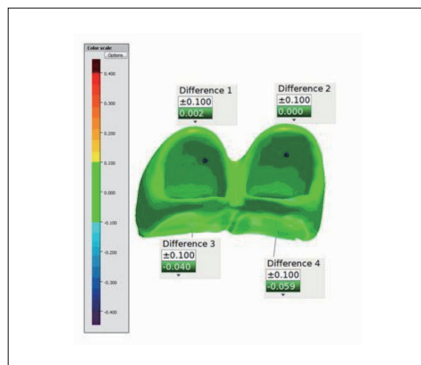 Color scale
Options
0.400
0.300
0.200
0.100
0.000
-0.100
-0.200
-0.300
-0.400
Difference 1
±0.100
0.002
Difference 2
±0.100
0.000
Difference 3
±0.100
-0.040
Difference 4
±0.100
-0.059